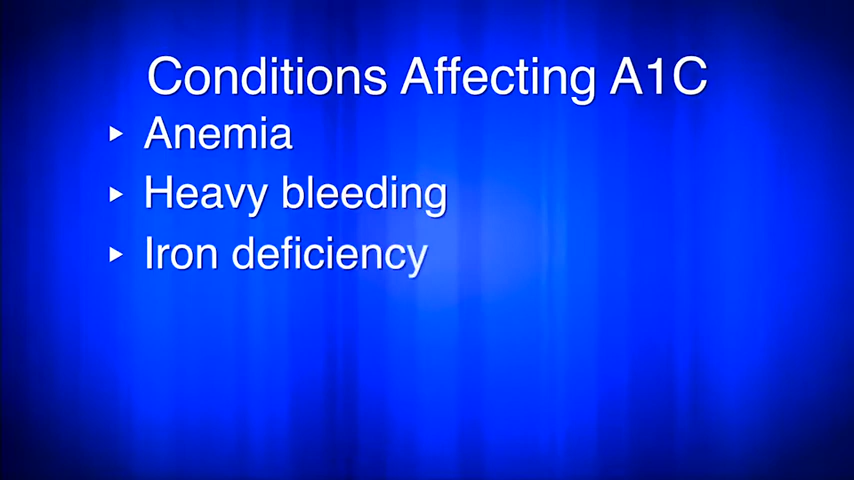 Conditions Affecting A1C
▸ Anemia
▸ Heavy bleeding
▸ Iron deficiency